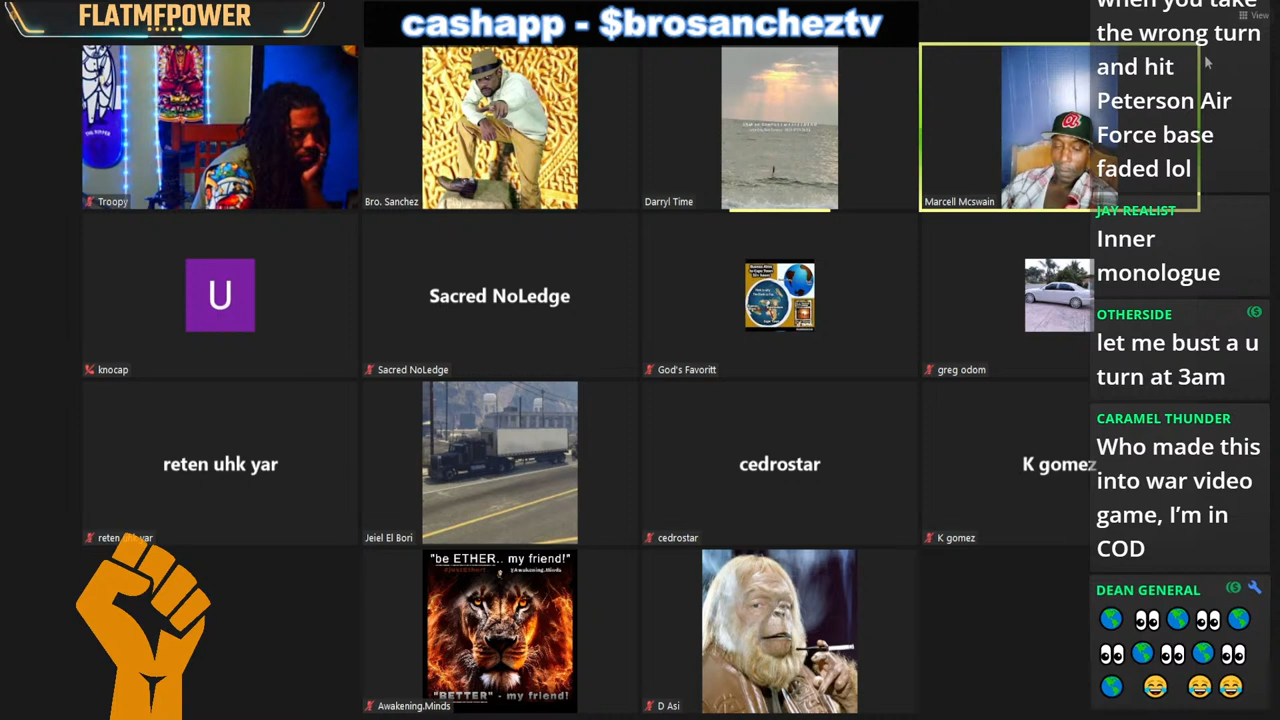 FLATMFPOWER
cashapp - $brosancheztv
View
when you take
the wrong turn
and hit
Peterson Air
Force base
faded lol
Troopy
Bro. Sanchez
Darryl Time
Marcell Mcswain
JAY REALIST
Inner
monologue
U
Sacred NoLedge
knocap
Sacred NoLedge
God's Favoritt
greg odom
OTHERSIDE
let me bust a u
turn at 3am
CARAMEL THUNDER
Who made this
into war video
game, I'm in
COD
reten uhk yar
cedrostar
K gomez
reten uhk yar
Jeiel El Bori
cedrostar
K gomez
DEAN GENERAL
🌎 👀 🌎 👀 🌎
👀 🌎 👀 🌎 👀
🌎 😂 😂 😂
"be ETHER.. my friend!"
"BETTER" - my friend!
Awakening.Minds
D Asi